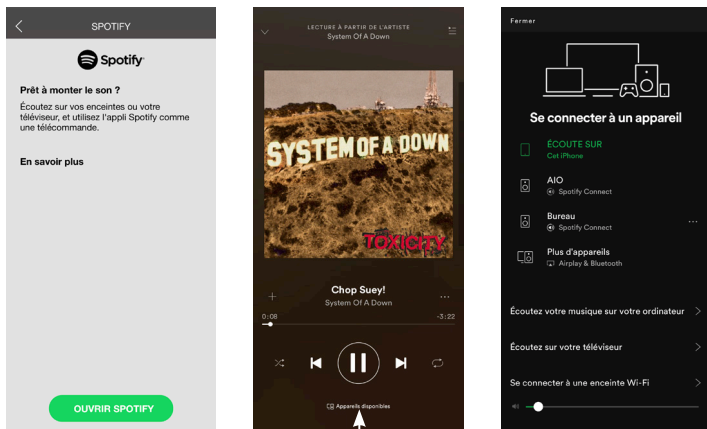 SPOTIFY
Spotify
Prêt à monter le son ?
Écoutez sur vos enceintes ou votre
téléviseur, et utilisez l'appli Spotify comme
une télécommande.
En savoir plus
OUVRIR SPOTIFY
LECTURE À PARTIR DE L'ARTISTE
System Of A Down
SYSTEM OF A DOWN
TOXICITY
Chop Suey!
System Of A Down
0:08
-3:22
Appareils disponibles
Fermer
Se connecter à un appareil
ÉCOUTE SUR
Cet iPhone
AIO
Spotify Connect
Bureau
Spotify Connect
Plus d'appareils
Airplay & Bluetooth
Écoutez votre musique sur votre ordinateur
Écoutez sur votre téléviseur
Se connecter à une enceinte Wi-Fi